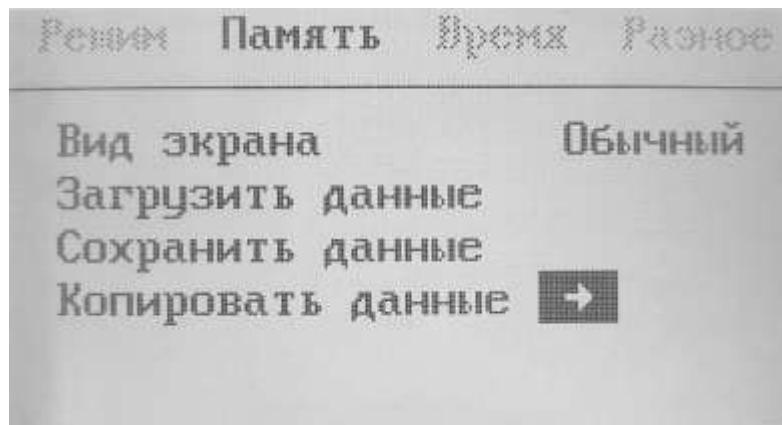 Режим Память Время Разное
Вид экрана Обычный
Загрузить данные
Сохранить данные
Копировать данные →